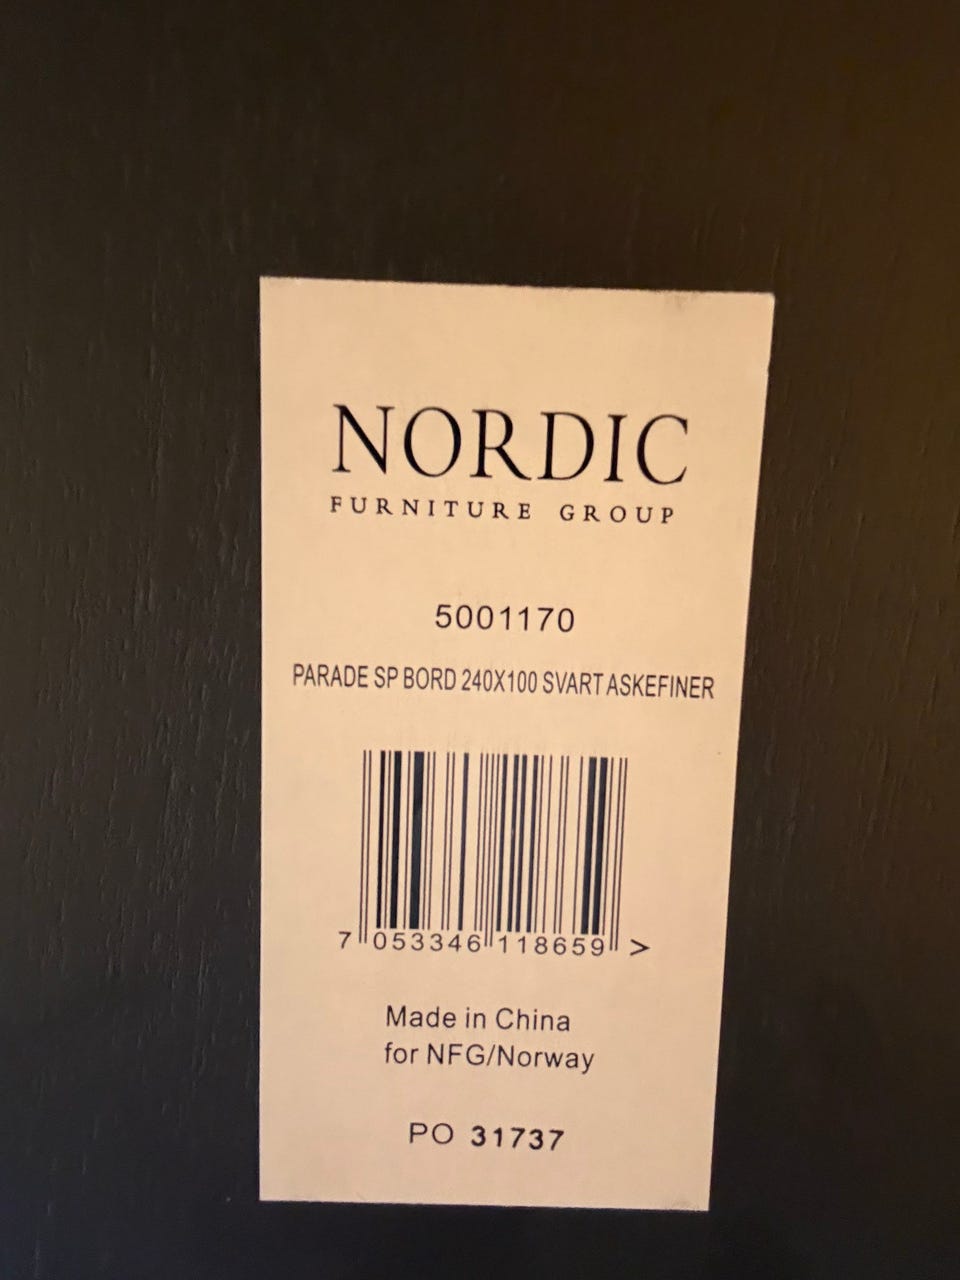 NORDIC
FURNITURE GROUP
5001170
PARADE SP BORD 240X100 SVART ASKEFINER
7 053346 118659 >
Made in China
for NFG/Norway
PO 31737